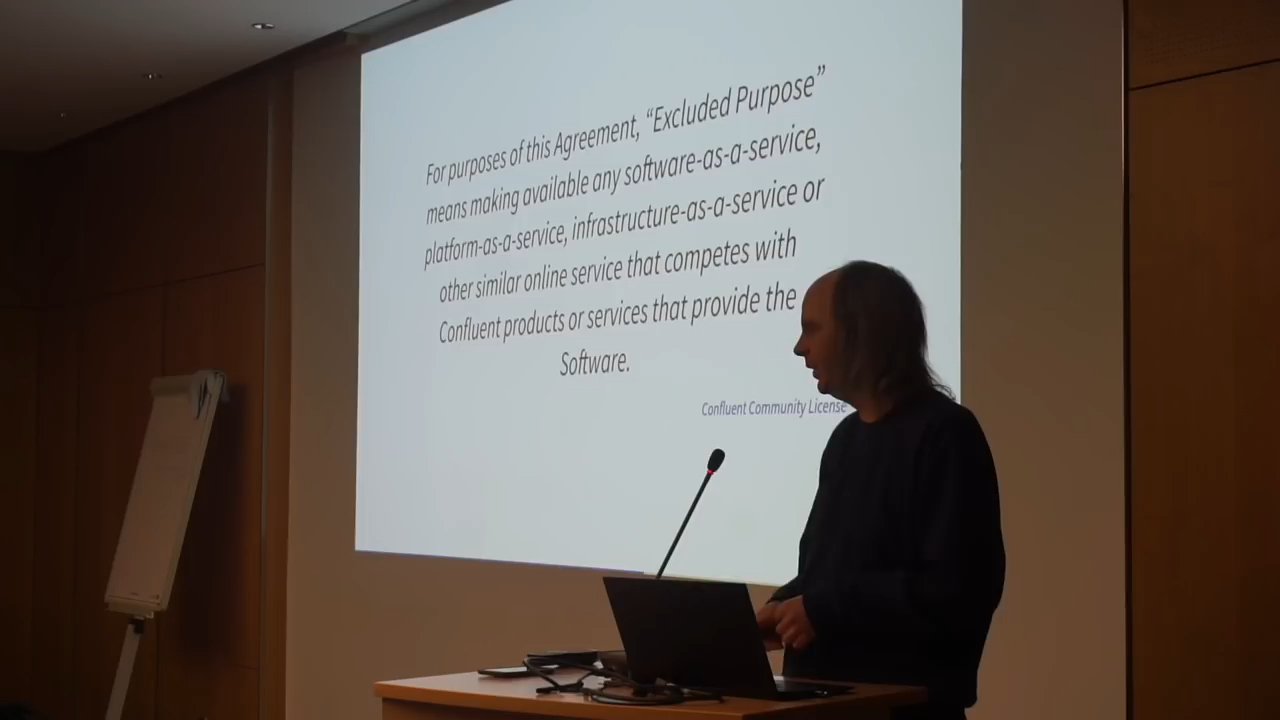 For purposes of this Agreement, “Excluded Purpose”
means making available any software-as-a-service,
platform-as-a-service, infrastructure-as-a-service or
other similar online service that competes with
Confluent products or services that provide the
Software.
Confluent Community License